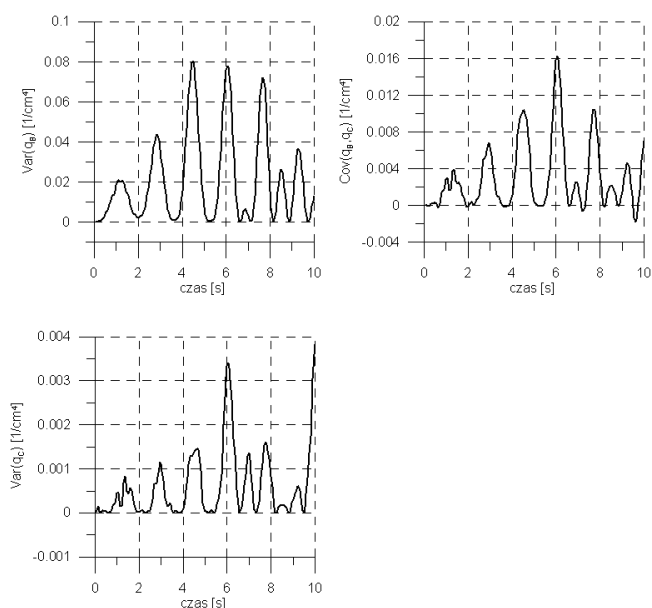 0.1
0.08
0.06
0.04
0.02
0
Var(qB) [1/cm⁴]
0 2 4 6 8 10
czas [s]
0.02
0.016
0.012
0.008
0.004
0
-0.004
Cov(qB, qC) [1/cm⁴]
0 2 4 6 8 10
czas [s]
0.004
0.003
0.002
0.001
0
-0.001
Var(qC) [1/cm⁴]
0 2 4 6 8 10
czas [s]